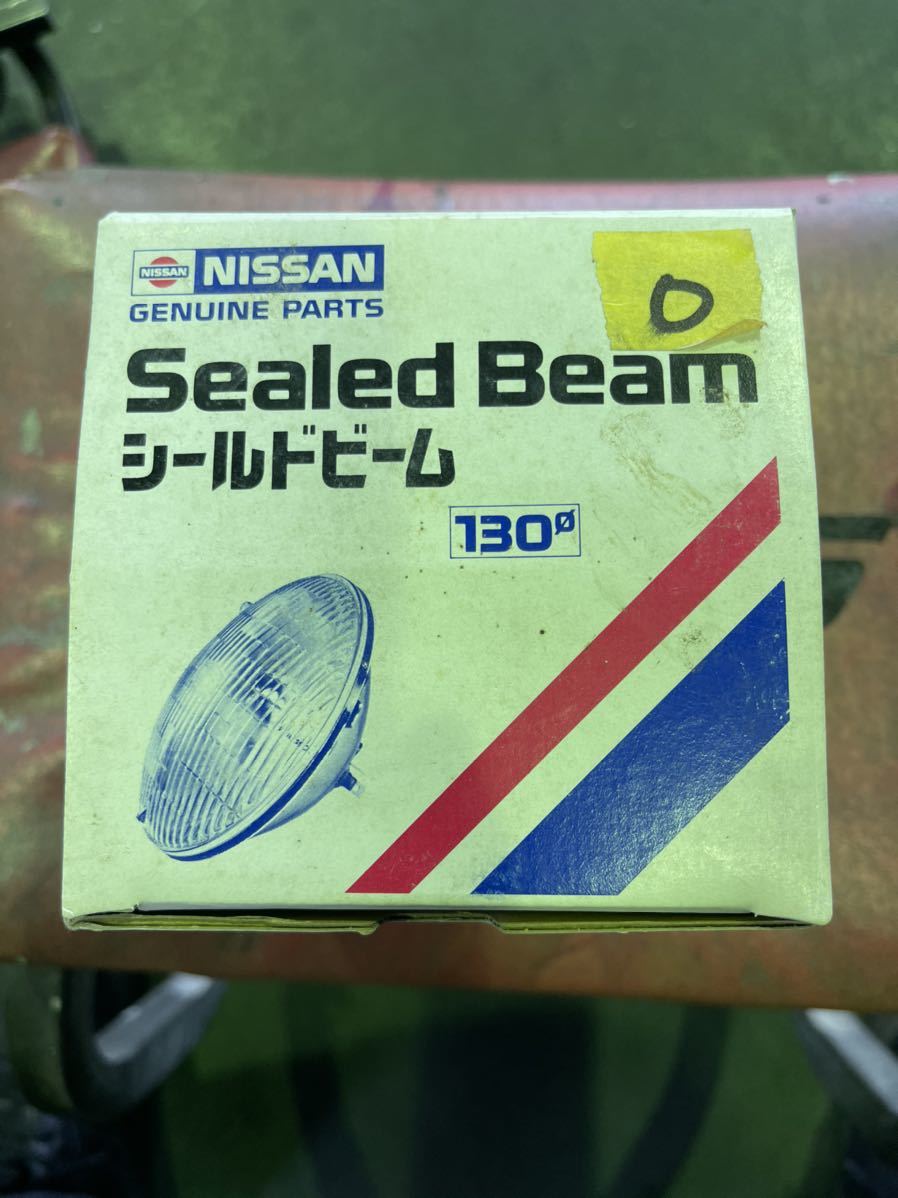 NISSAN NISSAN
GENUINE PARTS
D
Sealed Beam
シールドビーム
130ø